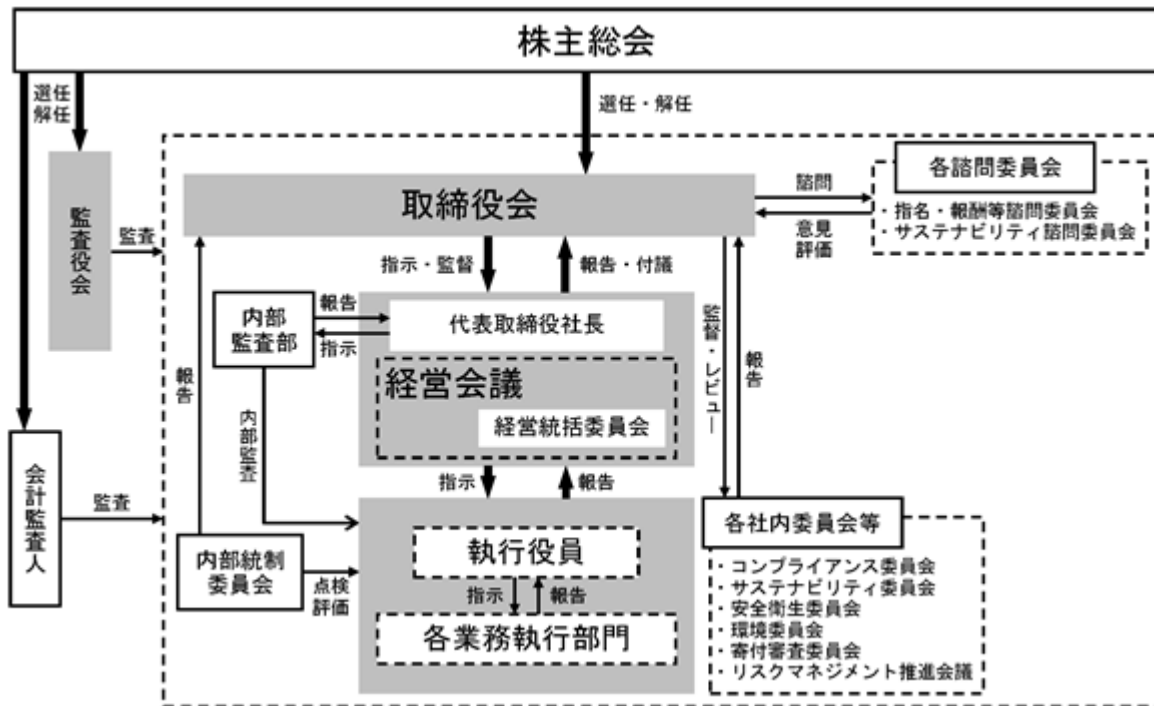 株主総会
選任
解任
選任・解任
監査役会
監査
取締役会
諮問
意見
評価
各諮問委員会
・指名・報酬等諮問委員会
・サステナビリティ諮問委員会
指示・監督
報告・付議
内部
監査部
報告
指示
代表取締役社長
経営会議
経営統括委員会
報告
内部監査
監督・レビュー
報告
指示
報告
会計監査人
監査
内部統制
委員会
点検
評価
執行役員
指示
報告
各業務執行部門
各社内委員会等
・コンプライアンス委員会
・サステナビリティ委員会
・安全衛生委員会
・環境委員会
・寄付審査委員会
・リスクマネジメント推進会議